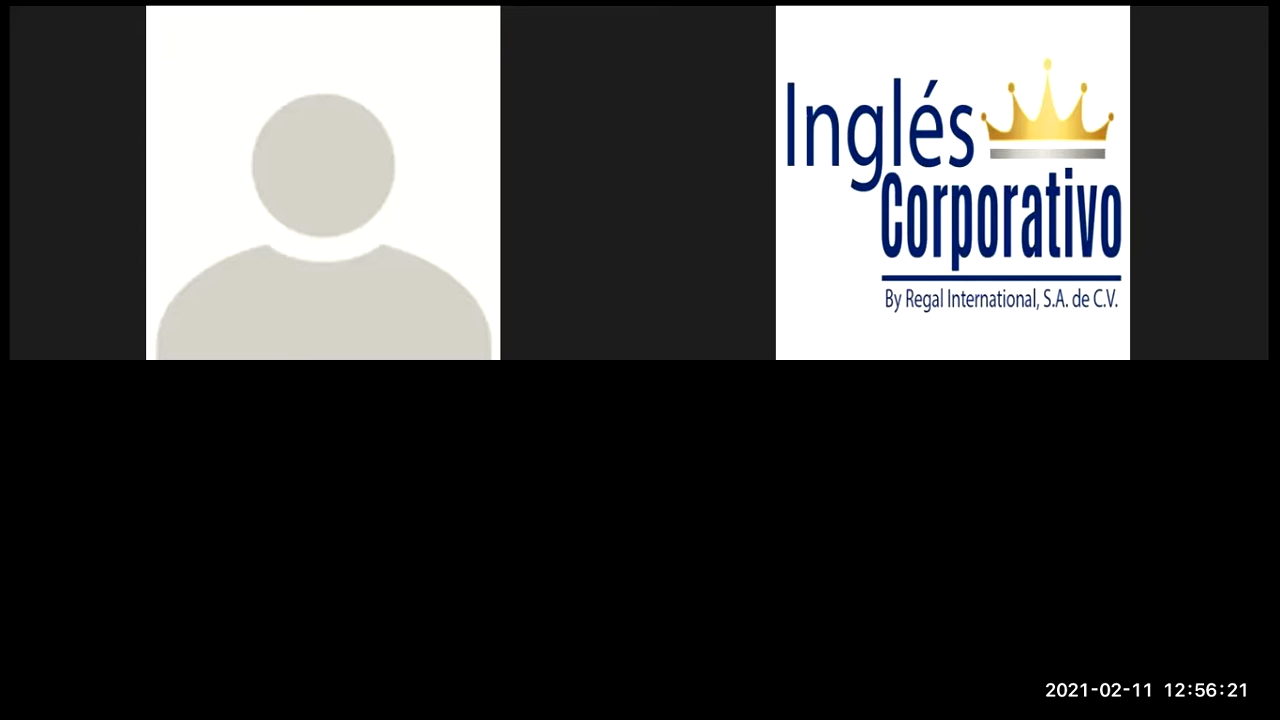 Inglés
Corporativo
By Regal International, S.A. de C.V.
2021-02-11 12:56:21